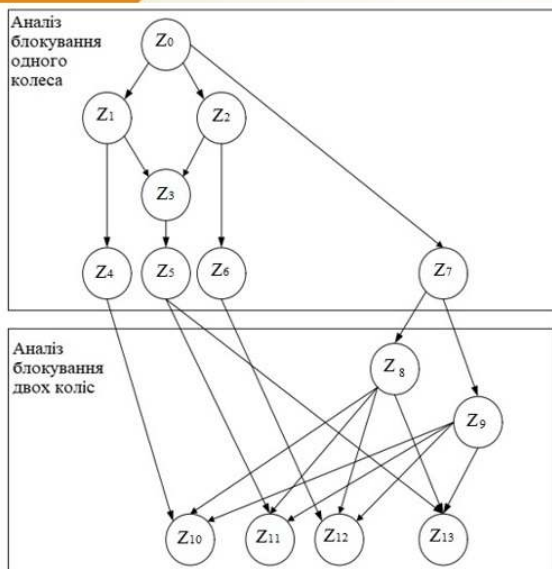 Аналіз
блокування
одного
колеса
Z0
Z1
Z2
Z3
Z4
Z5
Z6
Z7
Аналіз
блокування
двох коліс
Z8
Z9
Z10
Z11
Z12
Z13